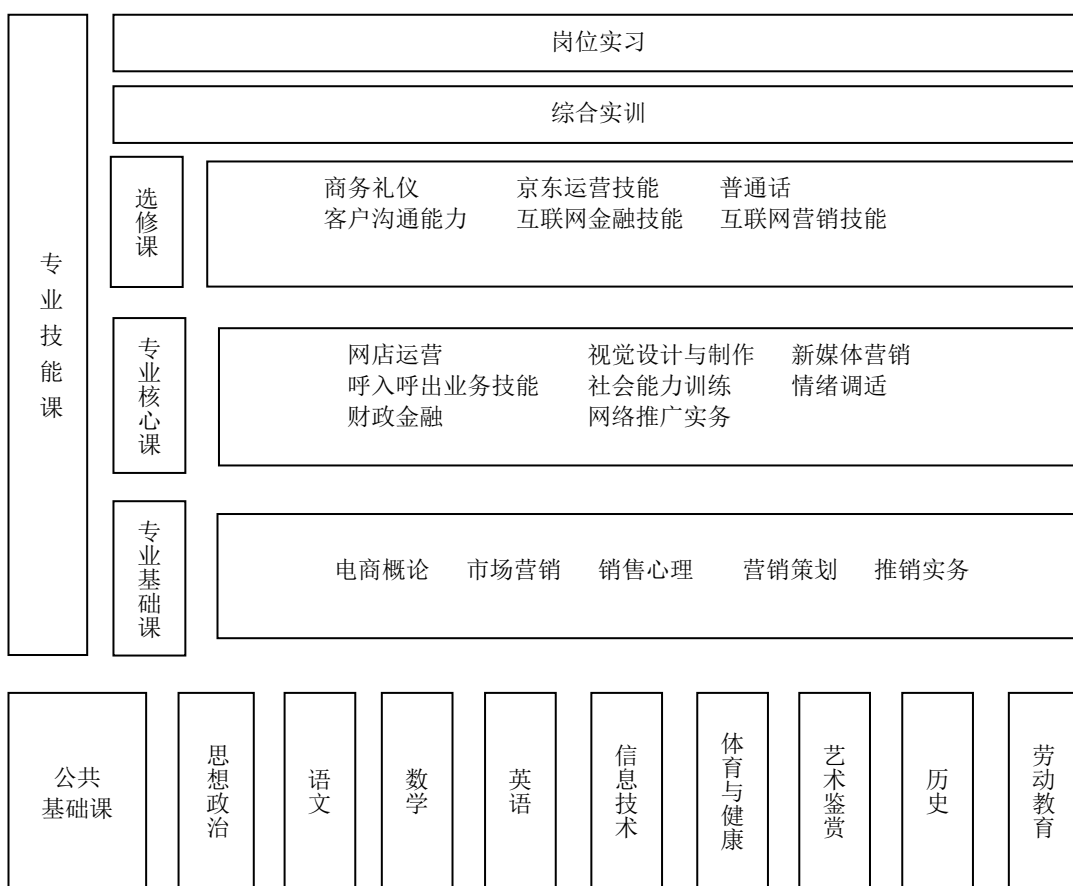 岗位实习
综合实训
专业技能课
选修课
商务礼仪 京东运营技能 普通话
客户沟通能力 互联网金融技能 互联网营销技能
专业核心课
网店运营 视觉设计与制作 新媒体营销
呼入呼出业务技能 社会能力训练 情绪调适
财政金融 网络推广实务
专业基础课
电商概论 市场营销 销售心理 营销策划 推销实务
公共
基础课
思想政治
语文
数学
英语
信息技术
体育与健康
艺术鉴赏
历史
劳动教育